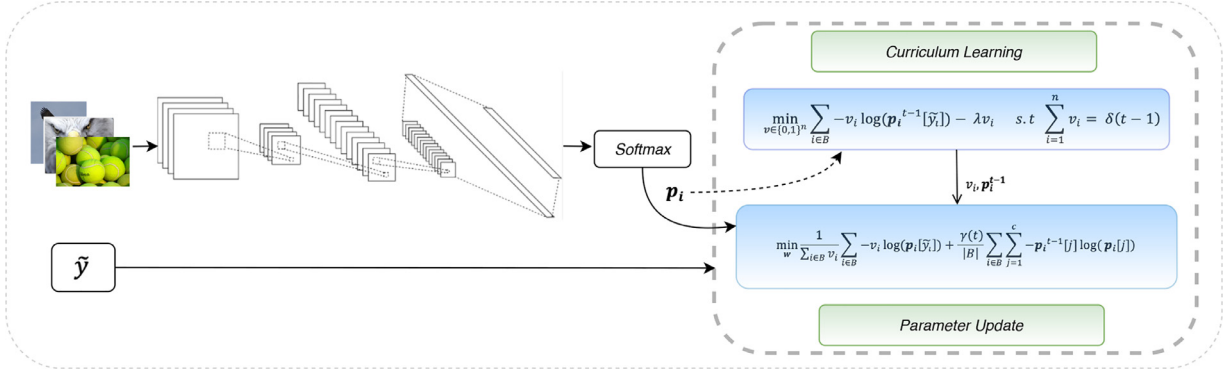 Curriculum Learning
min_{v∈{0,1}^n} ∑_{i∈B} −v_i log(p_i^{t−1}[ỹ_i]) − λv_i   s.t ∑_{i=1}^{n} v_i = δ(t−1)
Softmax
p_i
v_i, p_i^{t−1}
min_w 1/(∑_{i∈B} v_i) ∑_{i∈B} −v_i log(p_i[ỹ_i]) + γ(t)/|B| ∑_{i∈B} ∑_{j=1}^{c} −p_i^{t−1}[j] log( p_i[j])
ỹ
Parameter Update